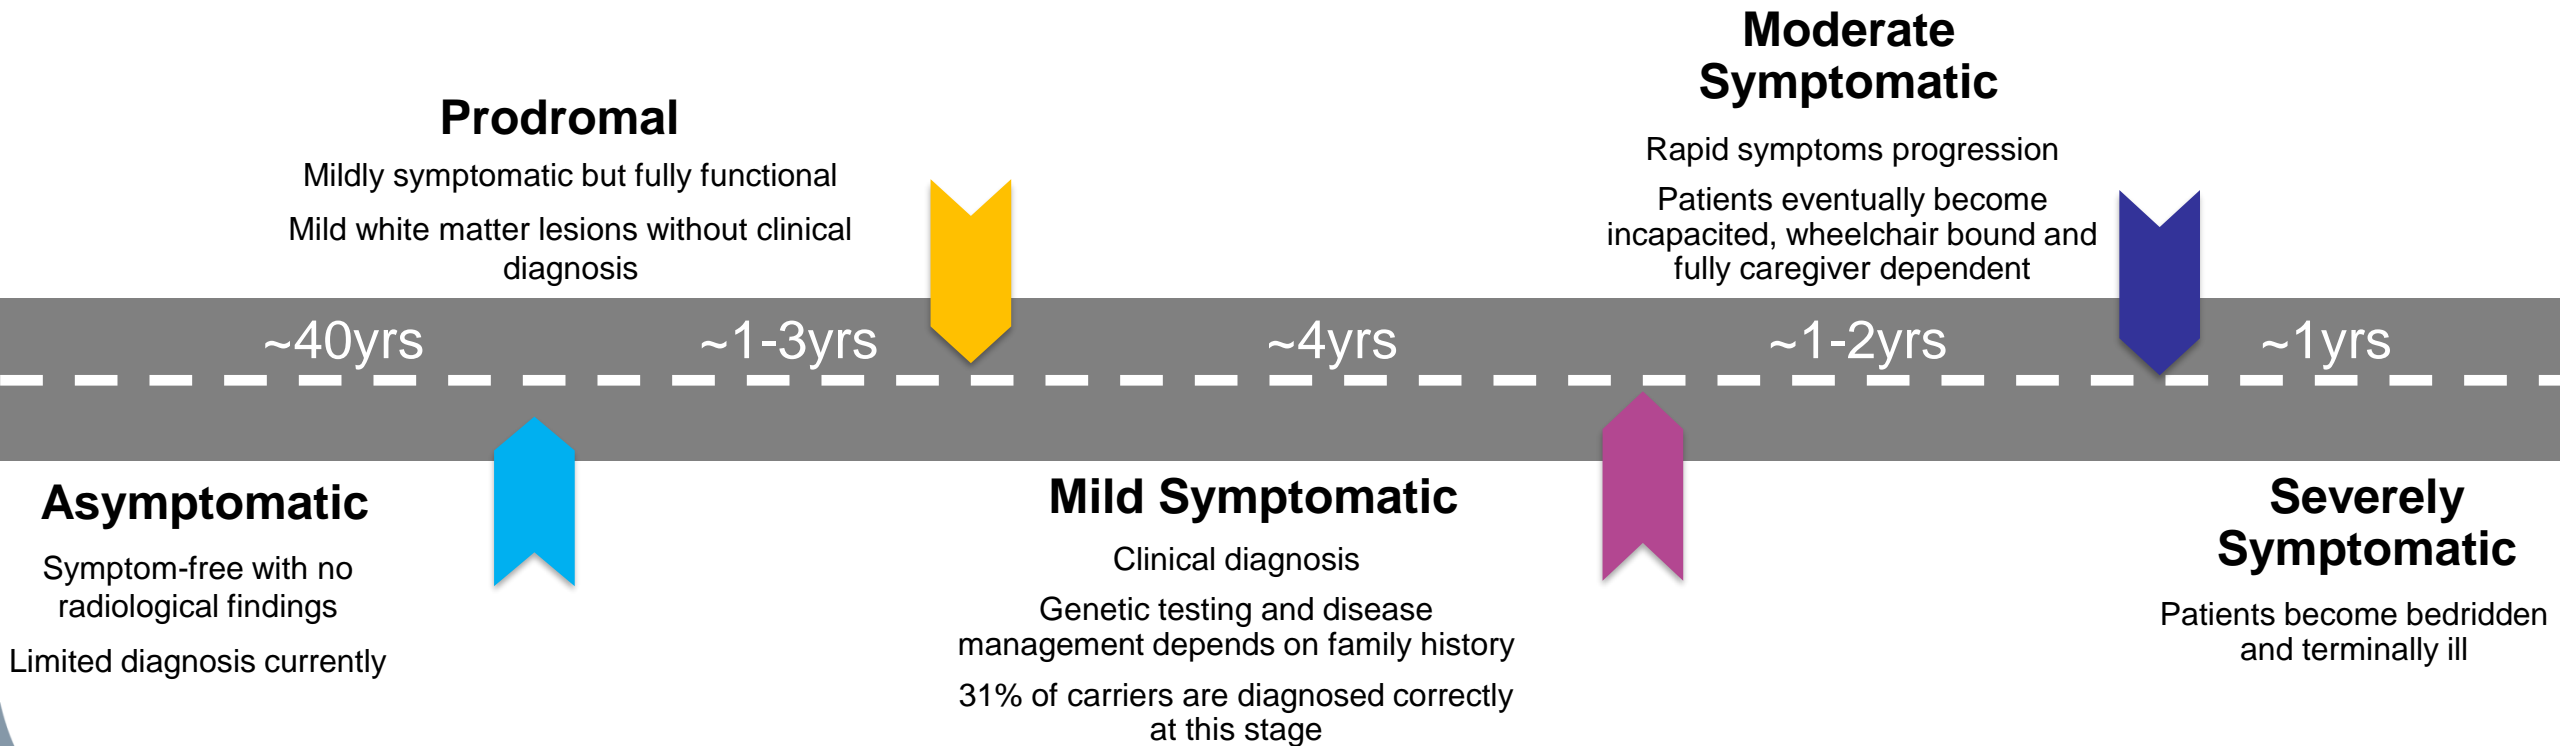 Moderate
Symptomatic
Prodromal
Rapid symptoms progression
Mildly symptomatic but fully functional
Patients eventually become
incapacited, wheelchair bound and
fully caregiver dependent
Mild white matter lesions without clinical
diagnosis
~40yrs
~1-3yrs
~4yrs
~1-2yrs
~1yrs
Asymptomatic
Symptom-free with no
radiological findings
Limited diagnosis currently
Mild Symptomatic
Clinical diagnosis
Genetic testing and disease
management depends on family history
31% of carriers are diagnosed correctly
at this stage
Severely
Symptomatic
Patients become bedridden
and terminally ill